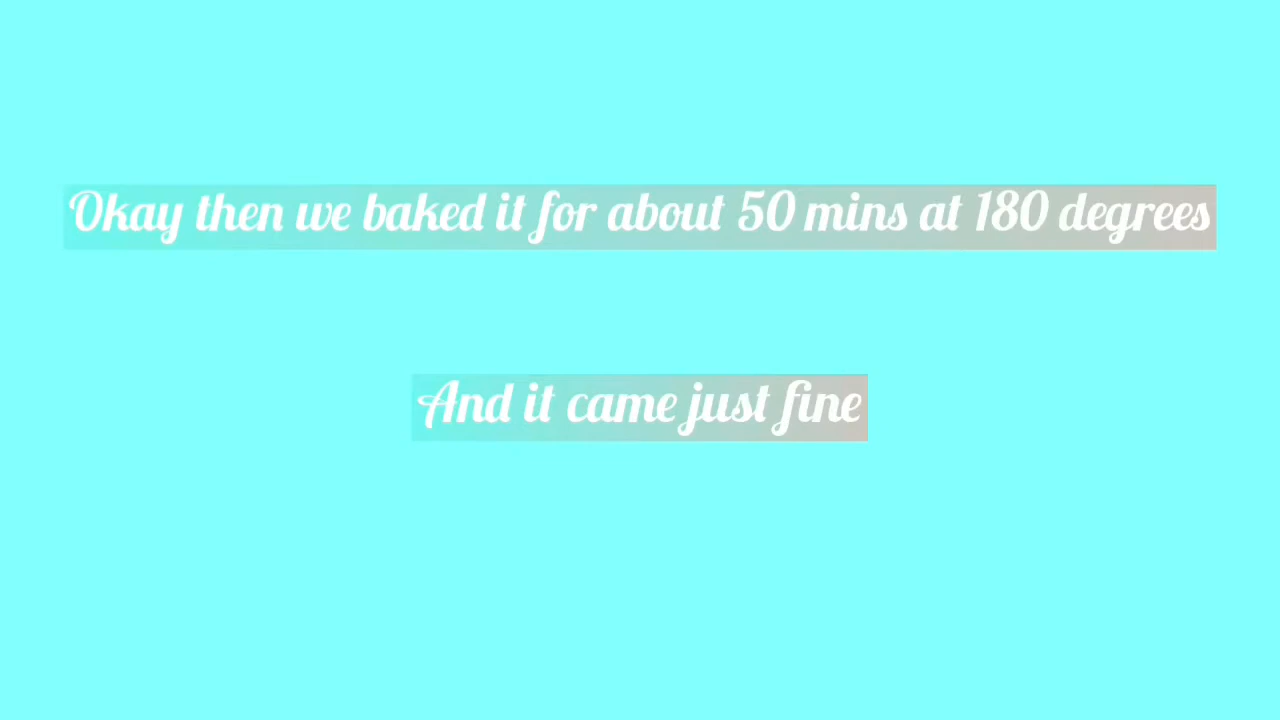 Okay then we baked it for about 50 mins at 180 degrees
And it came just fine